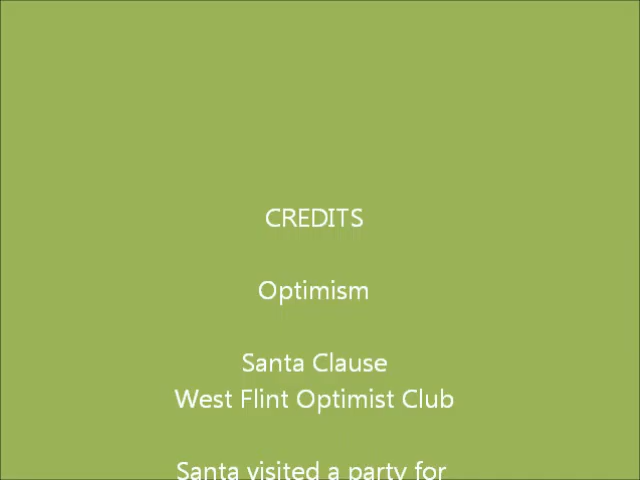 CREDITS
Optimism
Santa Clause
West Flint Optimist Club
Santa visited a party for